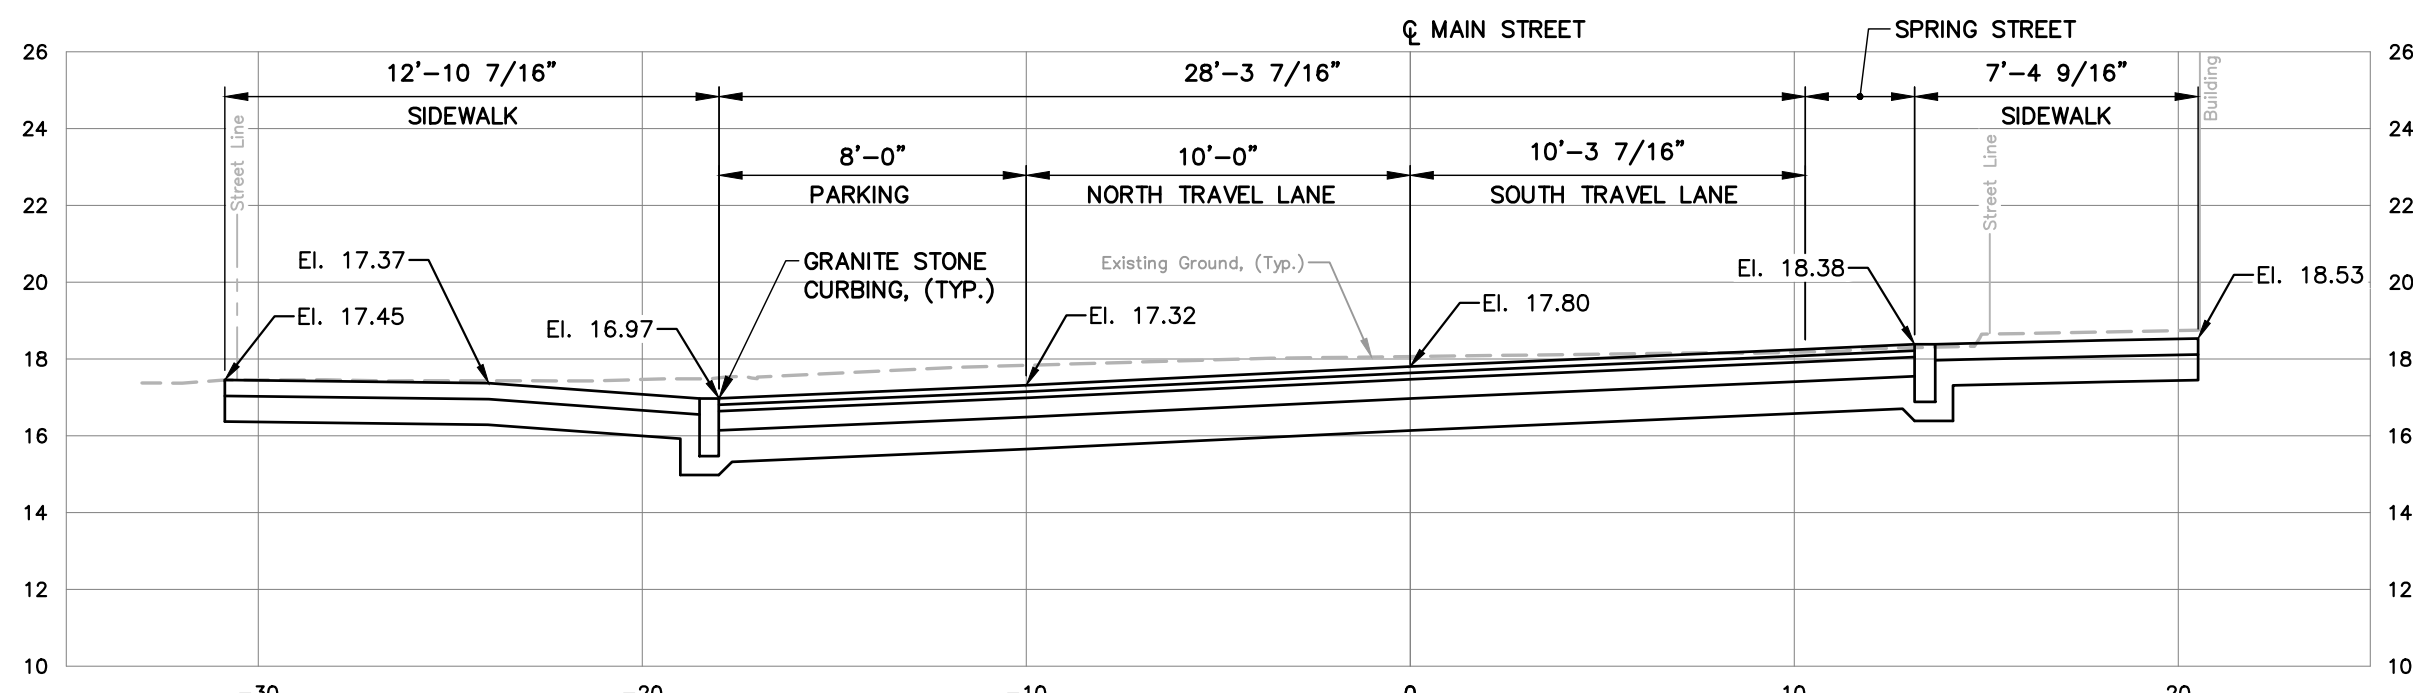 ℄ MAIN STREET
SPRING STREET
26
26
12’–10 7/16”
28’–3 7/16”
7’–4 9/16”
SIDEWALK
SIDEWALK
Building
24
24
Street Line
Street Line
8’–0”
10’–0”
10’–3 7/16”
PARKING
NORTH TRAVEL LANE
SOUTH TRAVEL LANE
22
22
El. 17.37
GRANITE STONE
CURBING, (TYP.)
Existing Ground, (Typ.)
El. 18.38
El. 18.53
20
20
El. 17.45
El. 16.97
El. 17.32
El. 17.80
18
18
16
16
14
14
12
12
10
10
-30
-20
-10
0
10
20